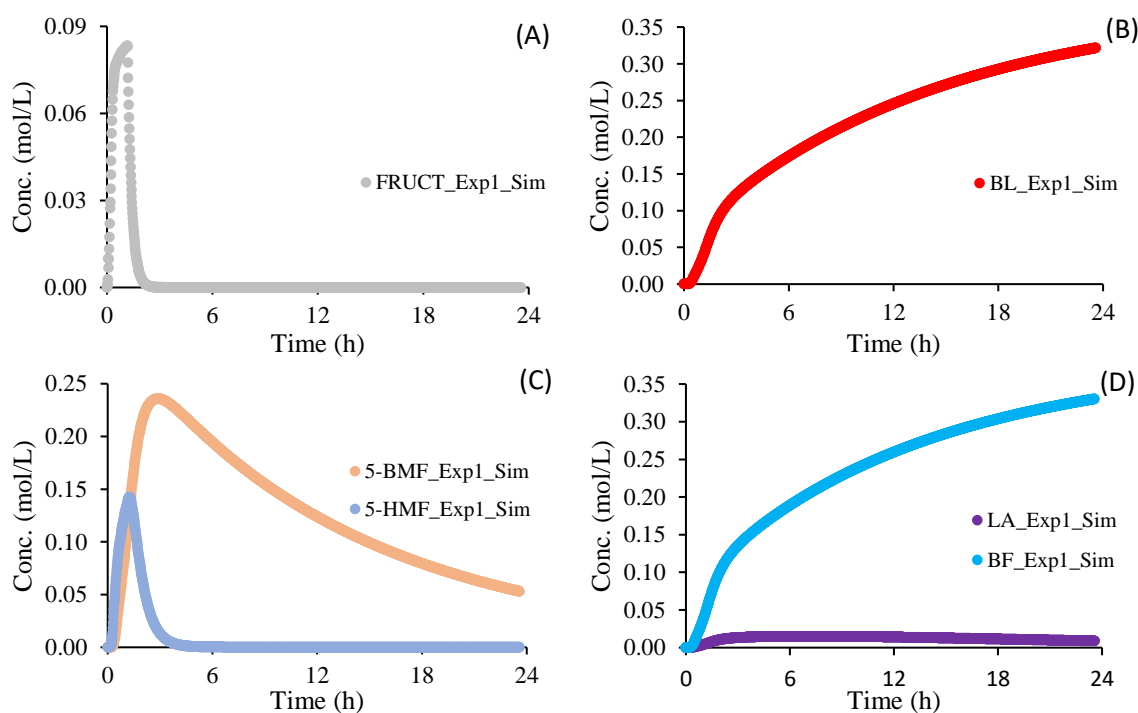 (A)
0.09
0.06
0.03
0.00
Conc. (mol/L)
FRUCT_Exp1_Sim
0 6 12 18 24
Time (h)
(B)
0.35
0.30
0.25
0.20
0.15
0.10
0.05
0.00
Conc. (mol/L)
BL_Exp1_Sim
0 6 12 18 24
Time (h)
(C)
0.25
0.20
0.15
0.10
0.05
0.00
Conc. (mol/L)
5-BMF_Exp1_Sim
5-HMF_Exp1_Sim
0 6 12 18 24
Time (h)
(D)
0.35
0.30
0.25
0.20
0.15
0.10
0.05
0.00
Conc. (mol/L)
LA_Exp1_Sim
BF_Exp1_Sim
0 6 12 18 24
Time (h)